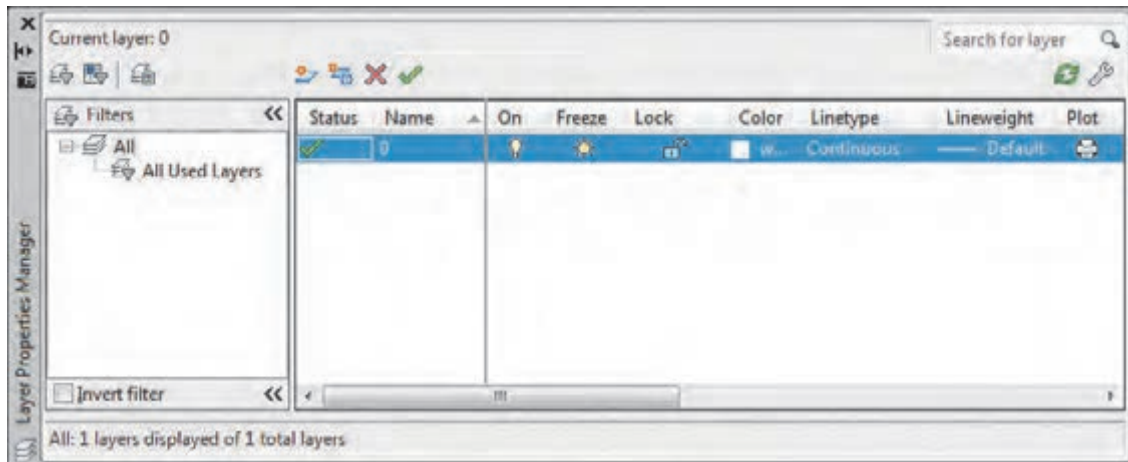 Current layer: 0
Search for layer
Filters
Status Name On Freeze Lock Color Linetype Lineweight Plot
All
0 w... Continuous Default
All Used Layers
Invert filter
All: 1 layers displayed of 1 total layers
Layer Properties Manager